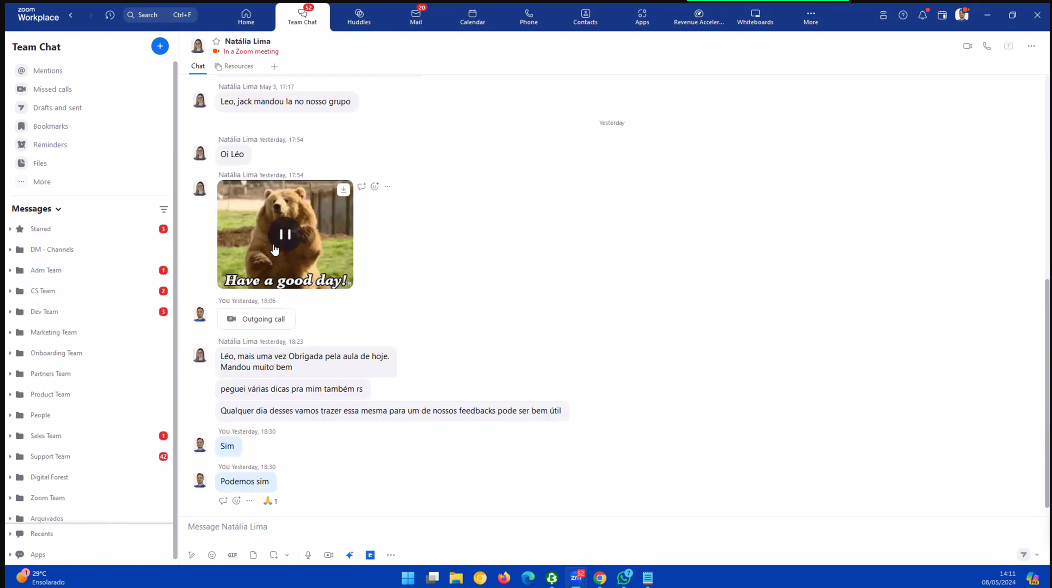 zoom
Workplace
Search Ctrl+F
Home
Team Chat
52
Huddles
Mail
20
Calendar
Phone
Contacts
Apps
Revenue Acceler...
Whiteboards
More
Team Chat
Mentions
Missed calls
Drafts and sent
Bookmarks
Reminders
Files
More
Messages
Starred 3
DM - Channels
Adm Team 1
CS Team 2
Dev Team 3
Marketing Team
Onboarding Team
Partners Team
Product Team
People
Sales Team 1
Support Team 42
Digital Forest
Zoom Team
Arquivados
Recents
Apps
Natália Lima
In a Zoom meeting
Chat Resources
Natália Lima May 3, 17:17
Leo, jack mandou la no nosso grupo
Yesterday
Natália Lima Yesterday, 17:54
Oi Léo
Natália Lima Yesterday, 17:54
Have a good day!
You Yesterday, 18:06
Outgoing call
Natália Lima Yesterday, 18:23
Léo, mais uma vez Obrigada pela aula de hoje.
Mandou muito bem
peguei várias dicas pra mim também rs
Qualquer dia desses vamos trazer essa mesma para um de nossos feedbacks pode ser bem útil
You Yesterday, 18:30
Sim
You Yesterday, 18:30
Podemos sim
1
Message Natália Lima
GIF
29°C
Ensolarado
52
14:11
08/05/2024